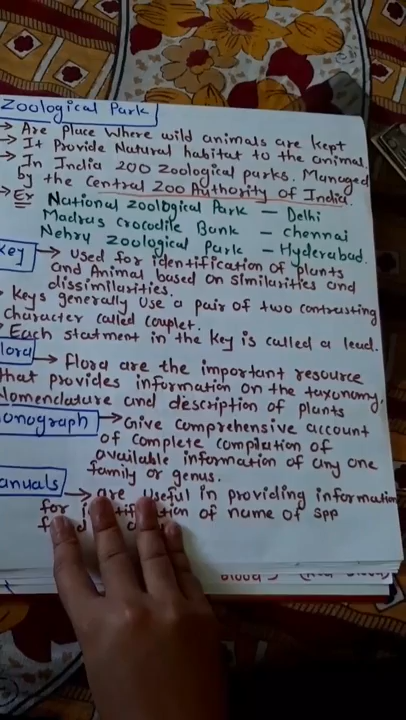 Zoological Park
→ Are Place Where wild animals are kept
→ It Provide Natural habitat to the animal.
→ In India 200 Zoological parks. Managed
by the Central Zoo Authority of India.
→ Ex National Zoological Park — Delhi
Madras Crocodile Bank — Chennai
Nehru Zoological Park — Hyderabad.
Key → Used for identification of plants
and Animal based on similarities and
dissimilarities.
Keys generally Use a pair of two contrasting
character called couplet.
Each statment in the key is called a lead.
lora → Flora are the important resource
that provides information on the taxonomy,
Nomenclature and description of plants
onograph → Give comprehensive account
of complete compilation of
available information of any one
family or genus.
anuals → are Useful in providing information
for of name of spp